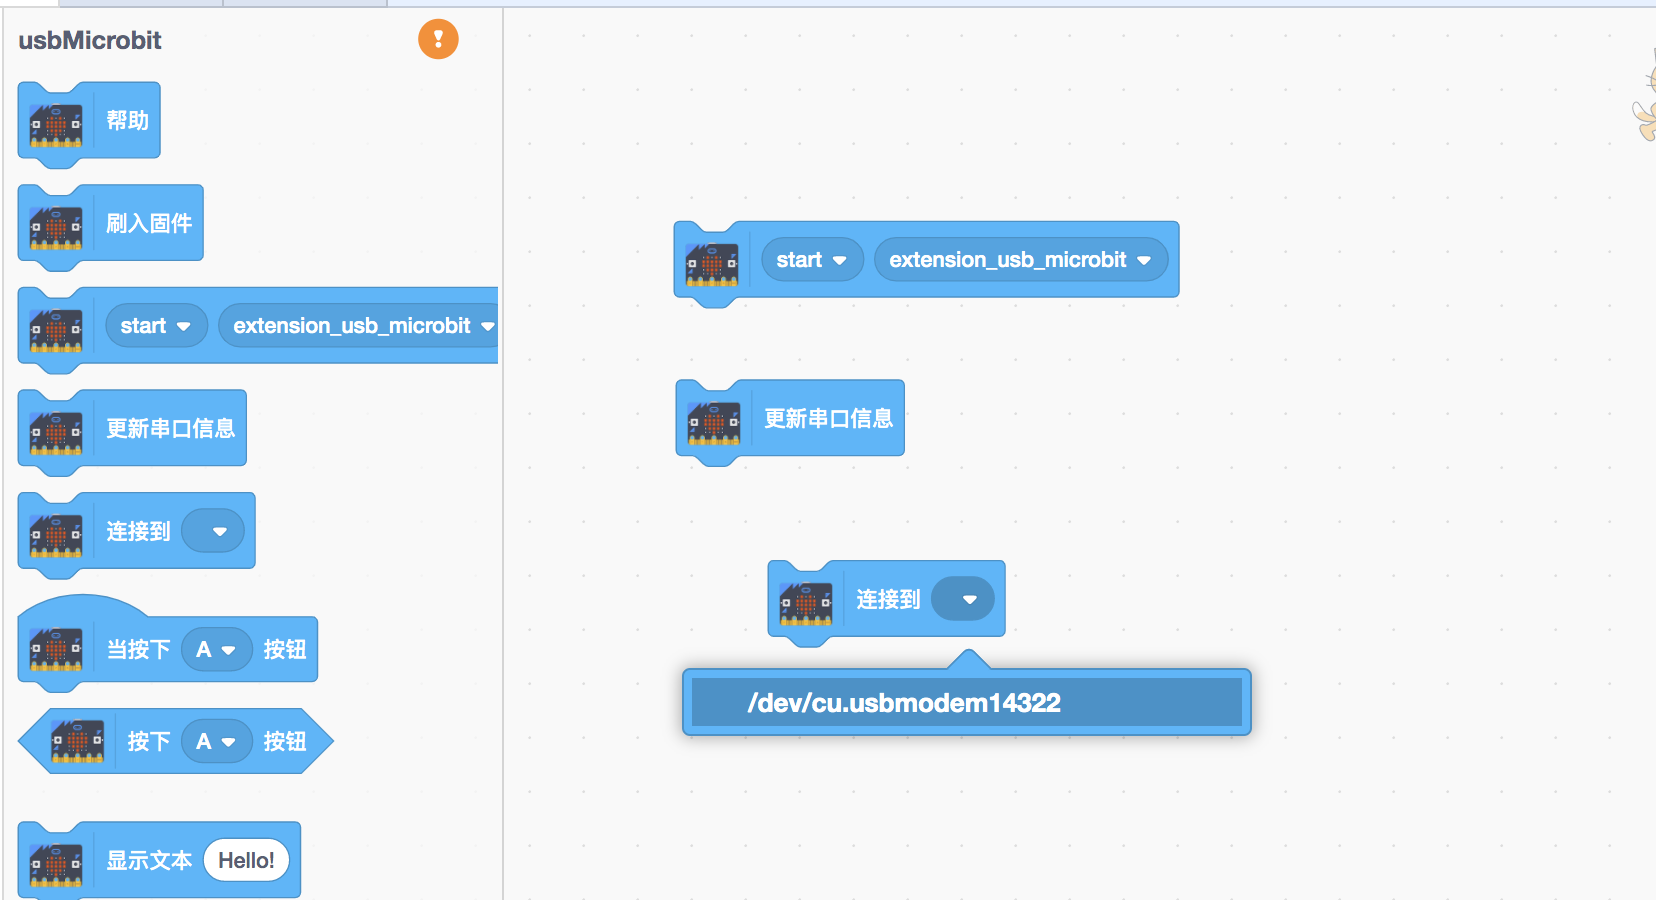 usbMicrobit
帮助
刷入固件
start extension_usb_microbit
更新串口信息
连接到
当按下 A 按钮
按下 A 按钮
显示文本 Hello!
start extension_usb_microbit
更新串口信息
连接到
/dev/cu.usbmodem14322